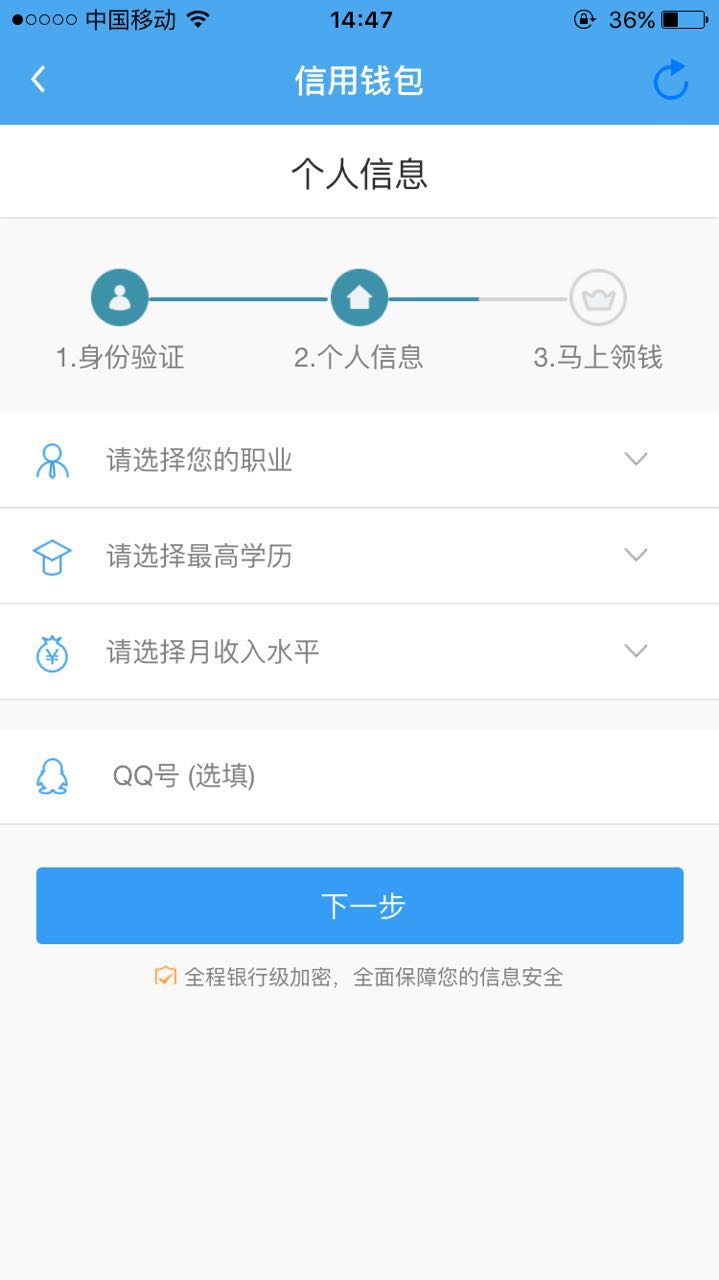 中国移动 14:47 36%
信用钱包
个人信息
1.身份验证 2.个人信息 3.马上领钱
请选择您的职业
请选择最高学历
请选择月收入水平
QQ号 (选填)
下一步
全程银行级加密，全面保障您的信息安全